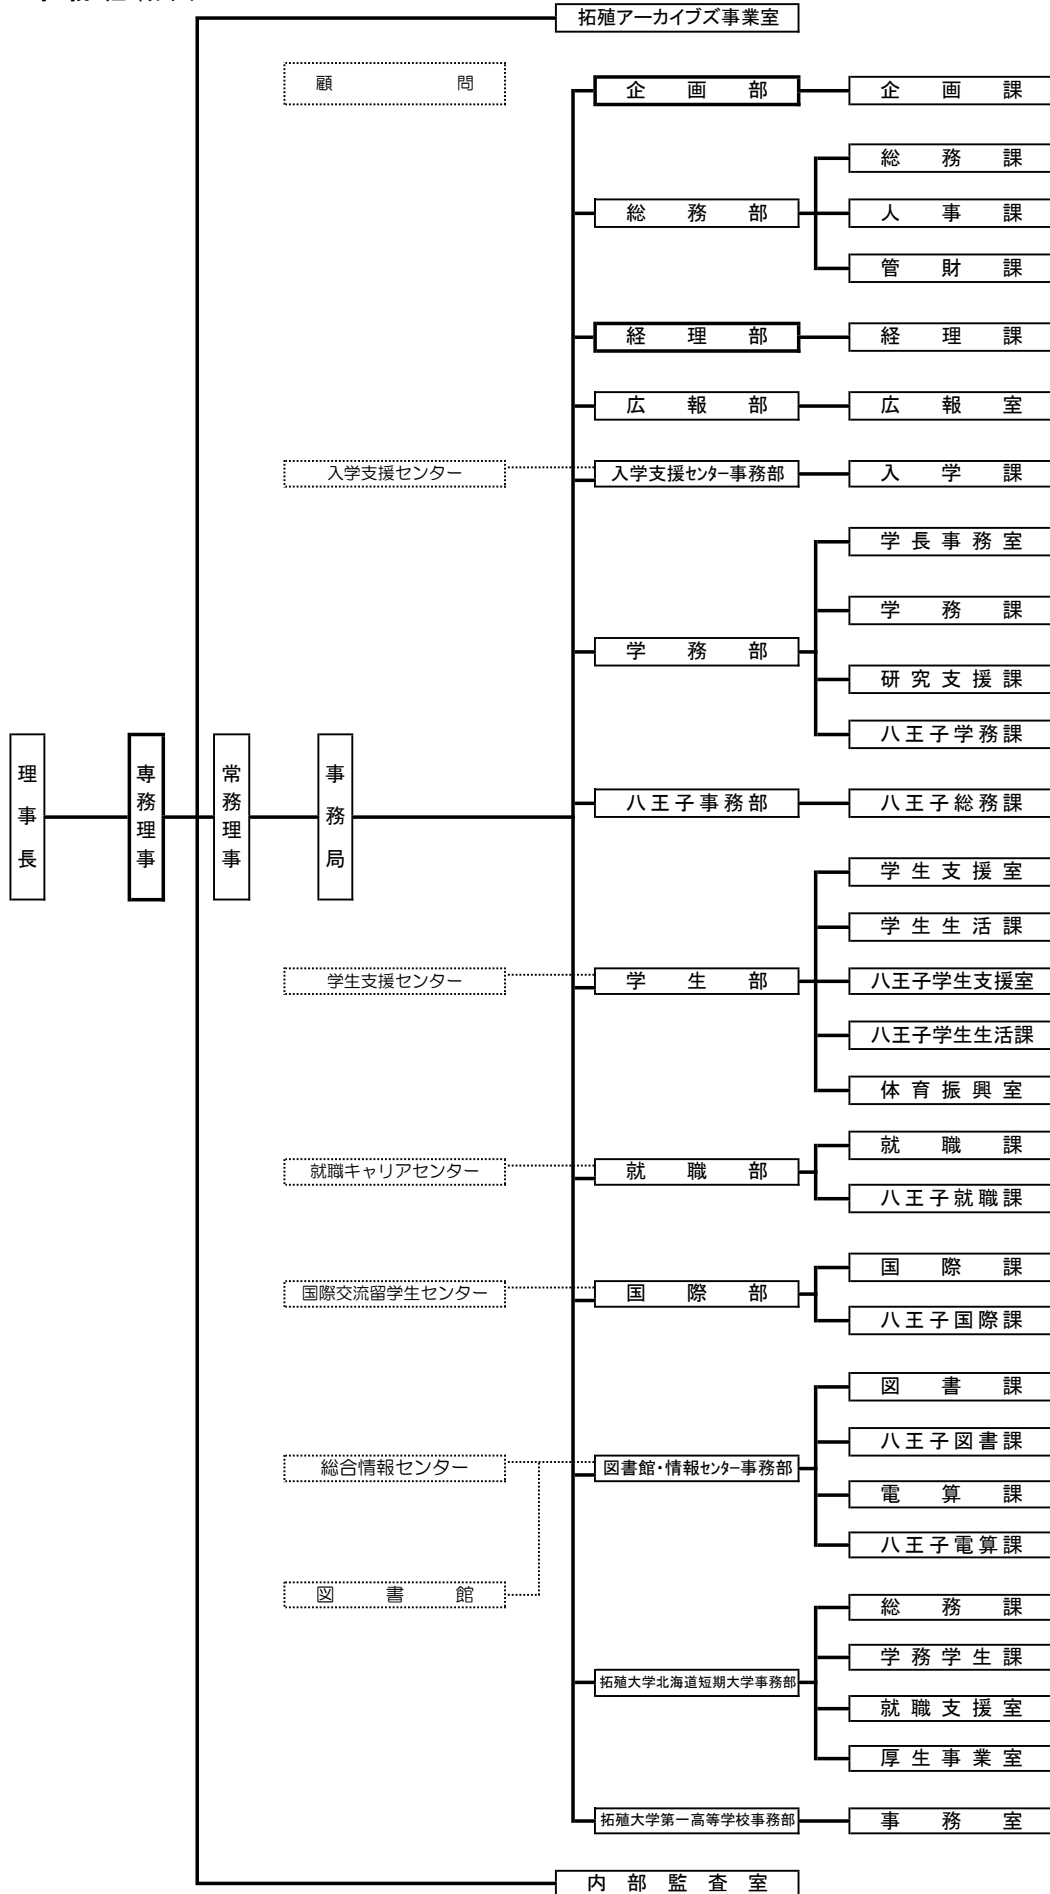 拓殖アーカイブズ事業室
顧問
企画部
企画課
総務課
総務部
人事課
管財課
経理部
経理課
広報部
広報室
入学支援センター
入学支援センター事務部
入学課
学長事務室
学務課
学務部
研究支援課
八王子学務課
理事長
専務理事
常務理事
事務局
八王子事務部
八王子総務課
学生支援室
学生生活課
学生支援センター
学生部
八王子学生支援室
八王子学生生活課
体育振興室
就職課
就職キャリアセンター
就職部
八王子就職課
国際課
国際交流留学生センター
国際部
八王子国際課
図書課
八王子図書課
総合情報センター
図書館・情報センター事務部
電算課
八王子電算課
図書館
総務課
学務学生課
拓殖大学北海道短期大学事務部
就職支援室
厚生事業室
拓殖大学第一高等学校事務部
事務室
内部監査室